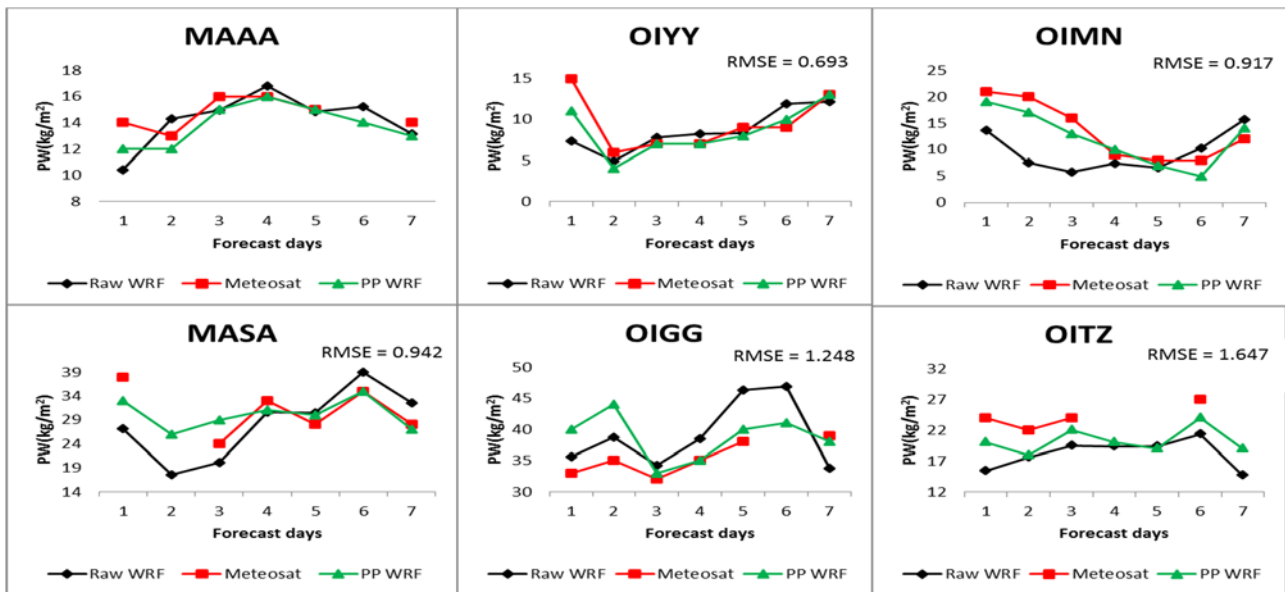 MAAA
PW(kg/m²)
18
16
14
12
10
8
1 2 3 4 5 6 7
Forecast days
Raw WRF Meteosat PP WRF
OIYY
RMSE = 0.693
PW(kg/m²)
15
10
5
0
1 2 3 4 5 6 7
Forecast days
Raw WRF Meteosat PP WRF
OIMN
RMSE = 0.917
PW(kg/m²)
25
20
15
10
5
0
1 2 3 4 5 6 7
Forecast days
Raw WRF Meteosat PP WRF
MASA
RMSE = 0.942
PW(kg/m²)
39
34
29
24
19
14
1 2 3 4 5 6 7
Forecast days
Raw WRF Meteosat PP WRF
OIGG
RMSE = 1.248
PW(kg/m²)
50
45
40
35
30
1 2 3 4 5 6 7
Forecast days
Raw WRF Meteosat PP WRF
OITZ
RMSE = 1.647
PW(kg/m²)
32
27
22
17
12
1 2 3 4 5 6 7
Forecast days
Raw WRF Meteosat PP WRF